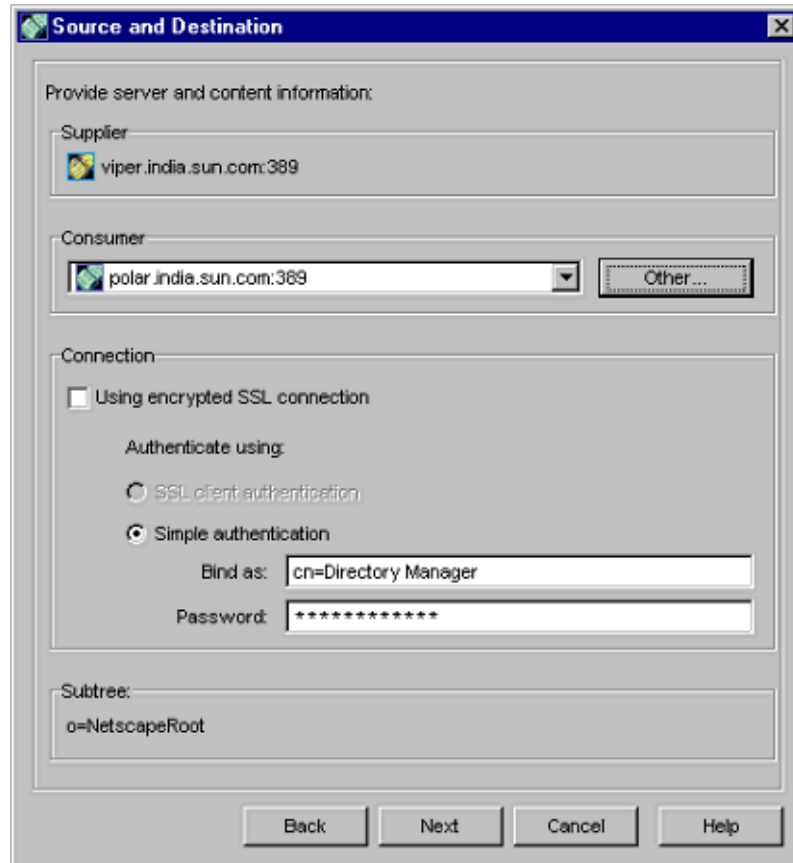 Source and Destination
Provide server and content information:
Supplier
viper.india.sun.com:389
Consumer
polar.india.sun.com:389
Other...
Connection
Using encrypted SSL connection
Authenticate using:
SSL client authentication
Simple authentication
Bind as: cn=Directory Manager
Password: ************
Subtree:
o=NetscapeRoot
Back Next Cancel Help